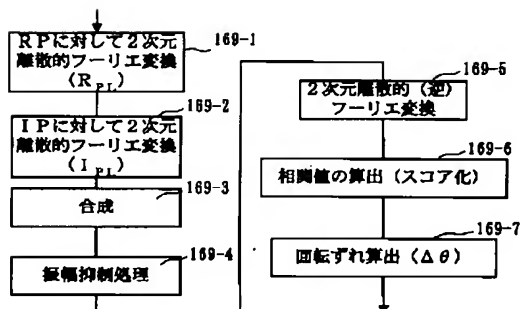 169-1
RPに対して2次元
離散的フーリエ変換
(R_PL)
169-2
IPに対して2次元
離散的フーリエ変換
(I_PL)
169-3
合成
169-4
振幅抑制処理
169-5
2次元離散的(逆)
フーリエ変換
169-6
相関値の算出(スコア化)
169-7
回転ずれ算出(Δθ)